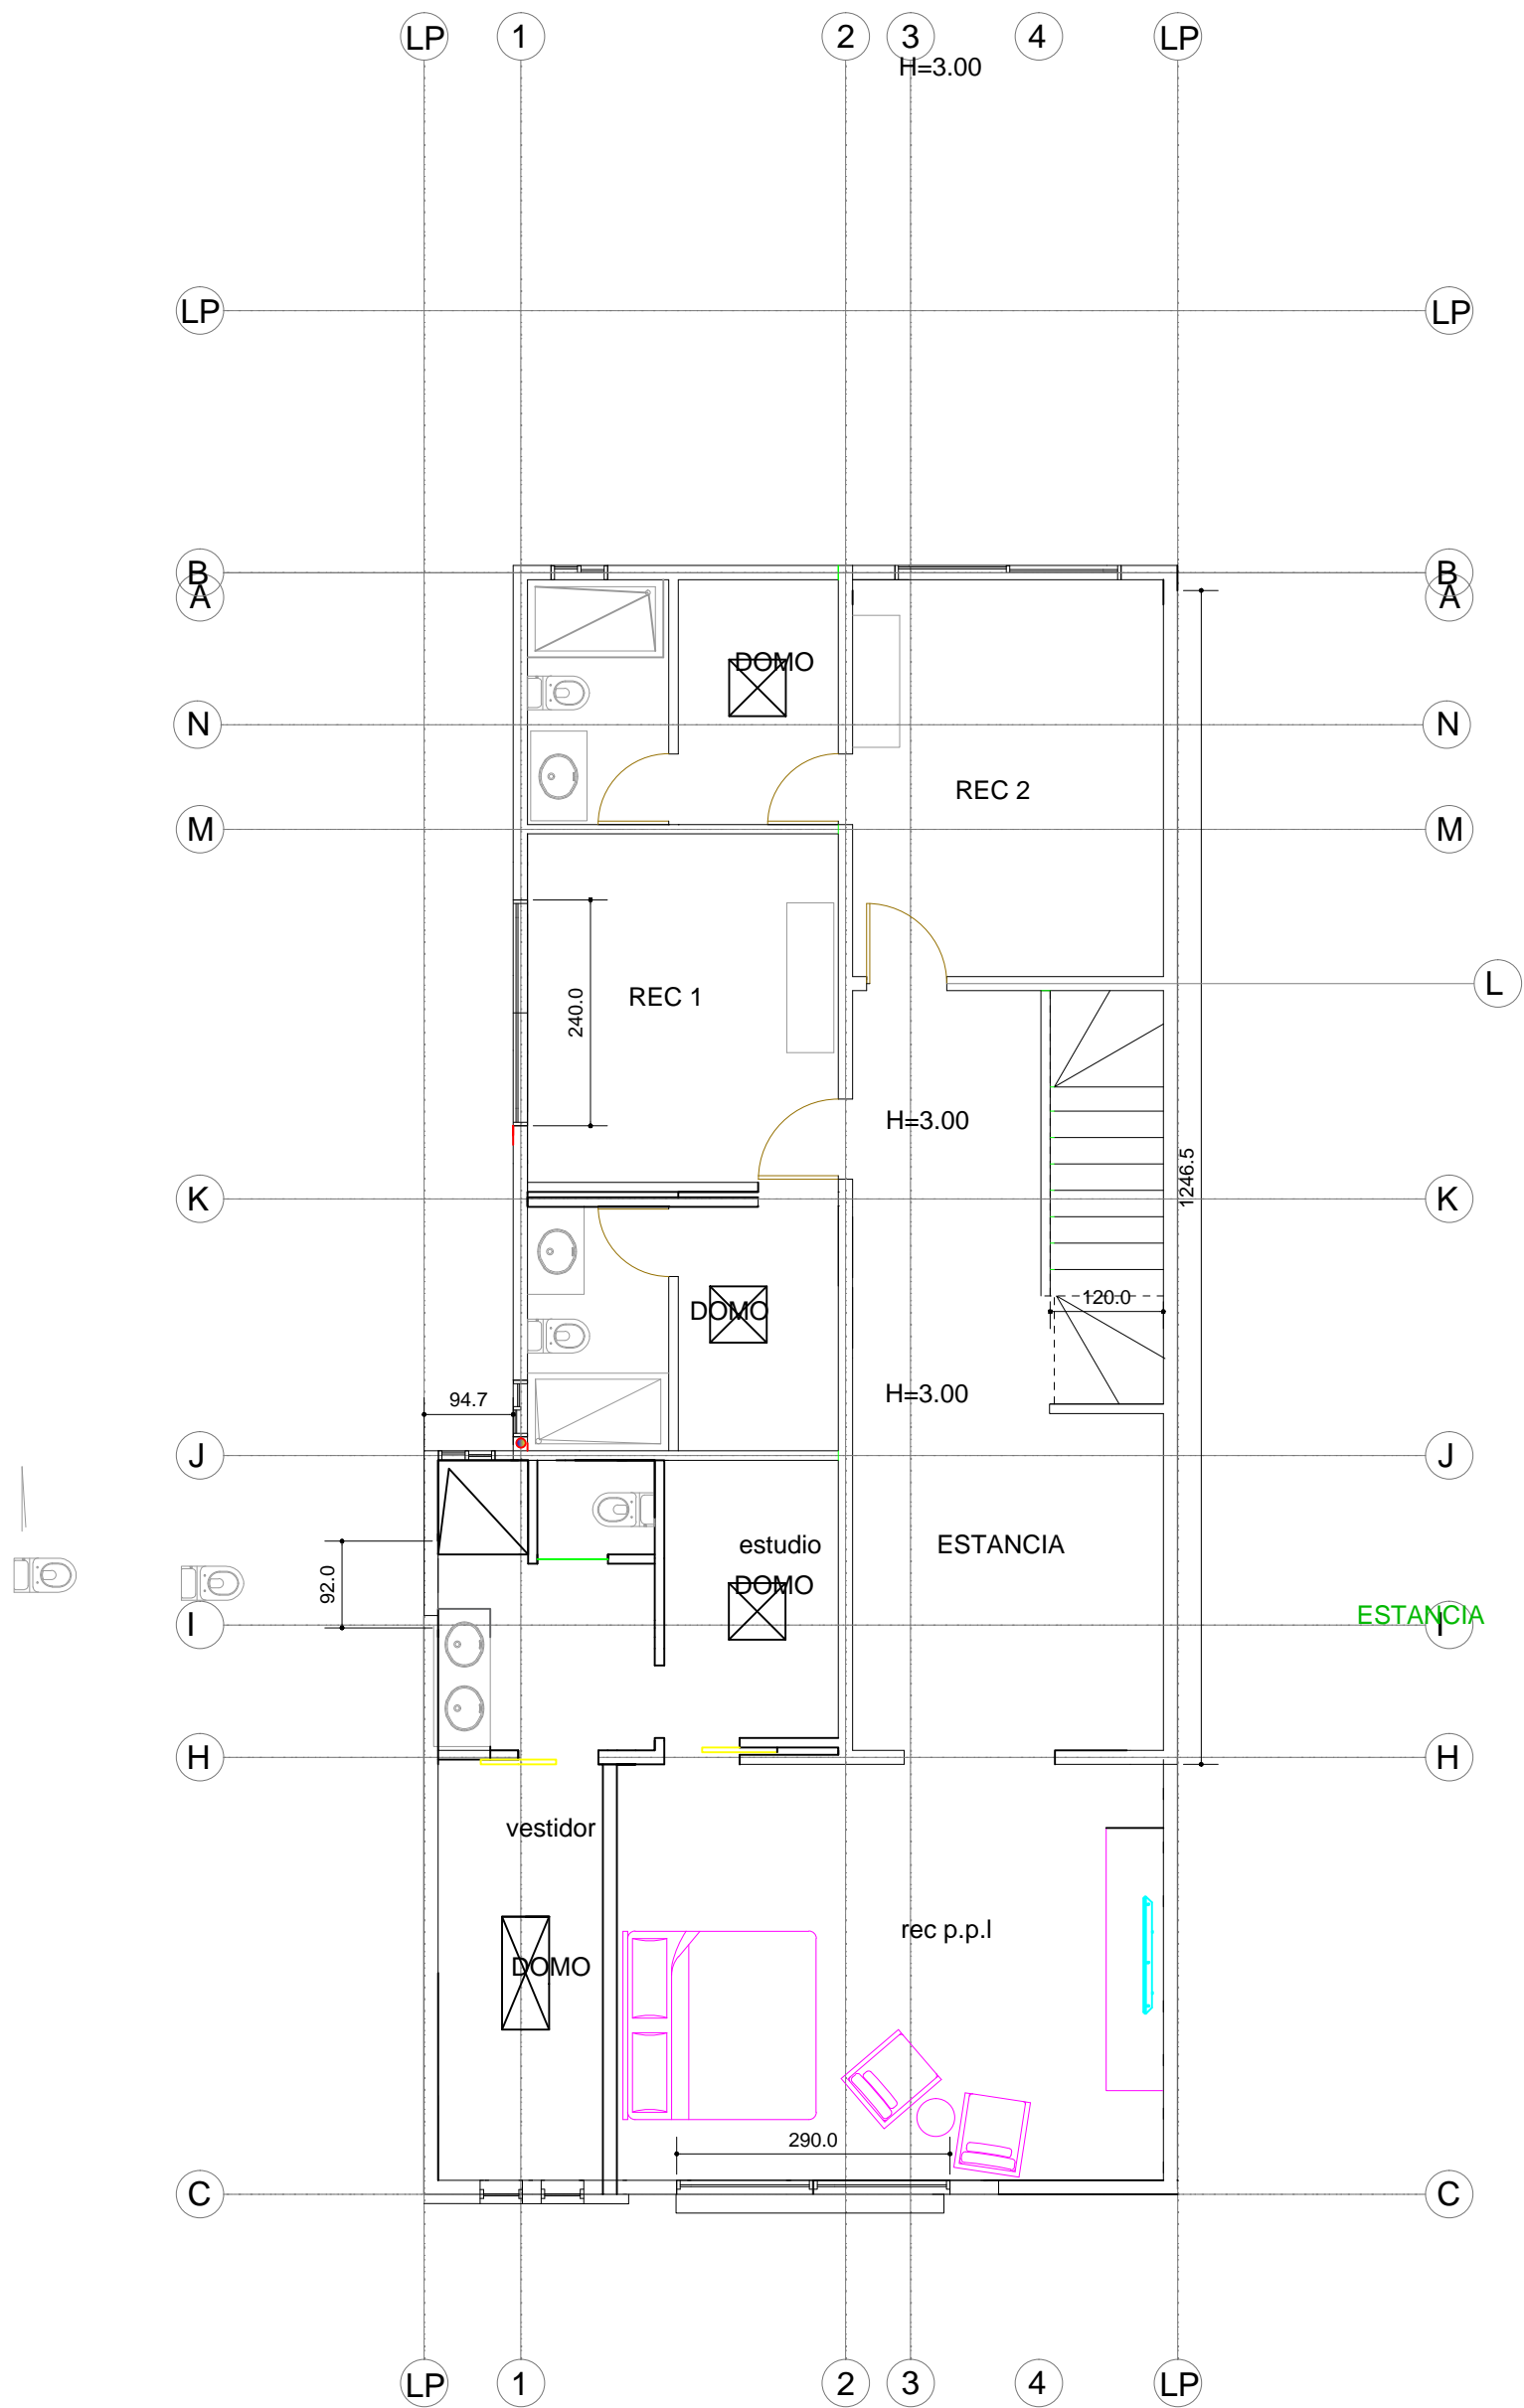 LP 1 2 3 4 LP
H=3.00
LP LP
B B
A A
DOMO
N N
REC 2
M M
L
REC 1
240.0
H=3.00
1246.5
K K
120.0
DOMO
H=3.00
94.7
J J
estudio
ESTANCIA
DOMO
92.0
ESTANCIA
I I
H H
vestidor
rec p.p.l
DOMO
290.0
C C
LP 1 2 3 4 LP